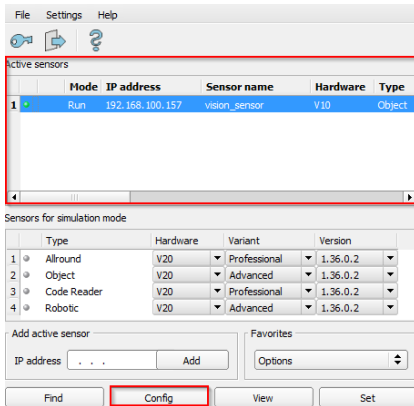 File Settings Help
Active sensors
Mode IP address Sensor name Hardware Type
1 Run 192.168.100.157 vision_sensor V10 Object
Sensors for simulation mode
Type Hardware Variant Version
1 Allround V20 Professional 1.36.0.2
2 Object V20 Advanced 1.36.0.2
3 Code Reader V20 Professional 1.36.0.2
4 Robotic V20 Advanced 1.36.0.2
Add active sensor Favorites
IP address . . . Add Options
Find Config View Set